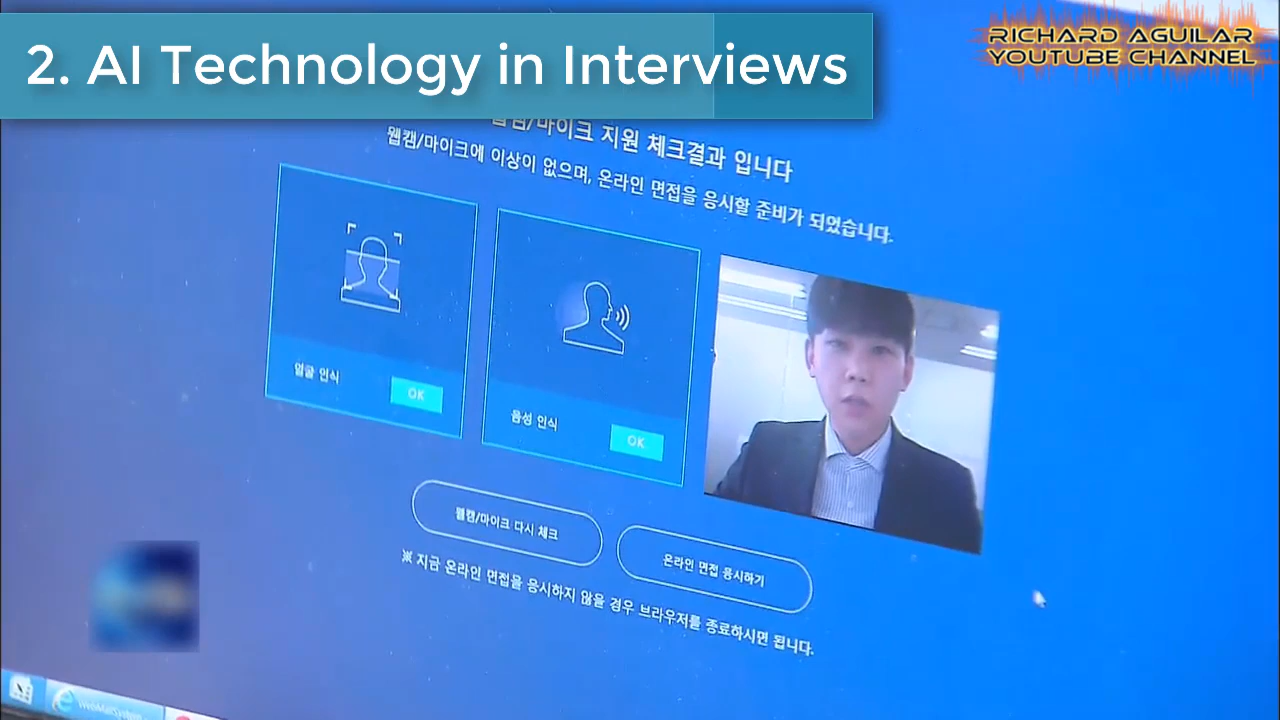 2. AI Technology in Interviews
RICHARD AGUILAR
YOUTUBE CHANNEL
웹캠/마이크 지원 체크결과 입니다
웹캠/마이크에 이상이 없으며, 온라인 면접을 응시할 준비가 되었습니다.
얼굴 인식
OK
음성 인식
OK
웹캠/마이크 다시 체크
온라인 면접 응시하기
※ 지금 온라인 면접을 응시하지 않을 경우 브라우저를 종료하시면 됩니다.